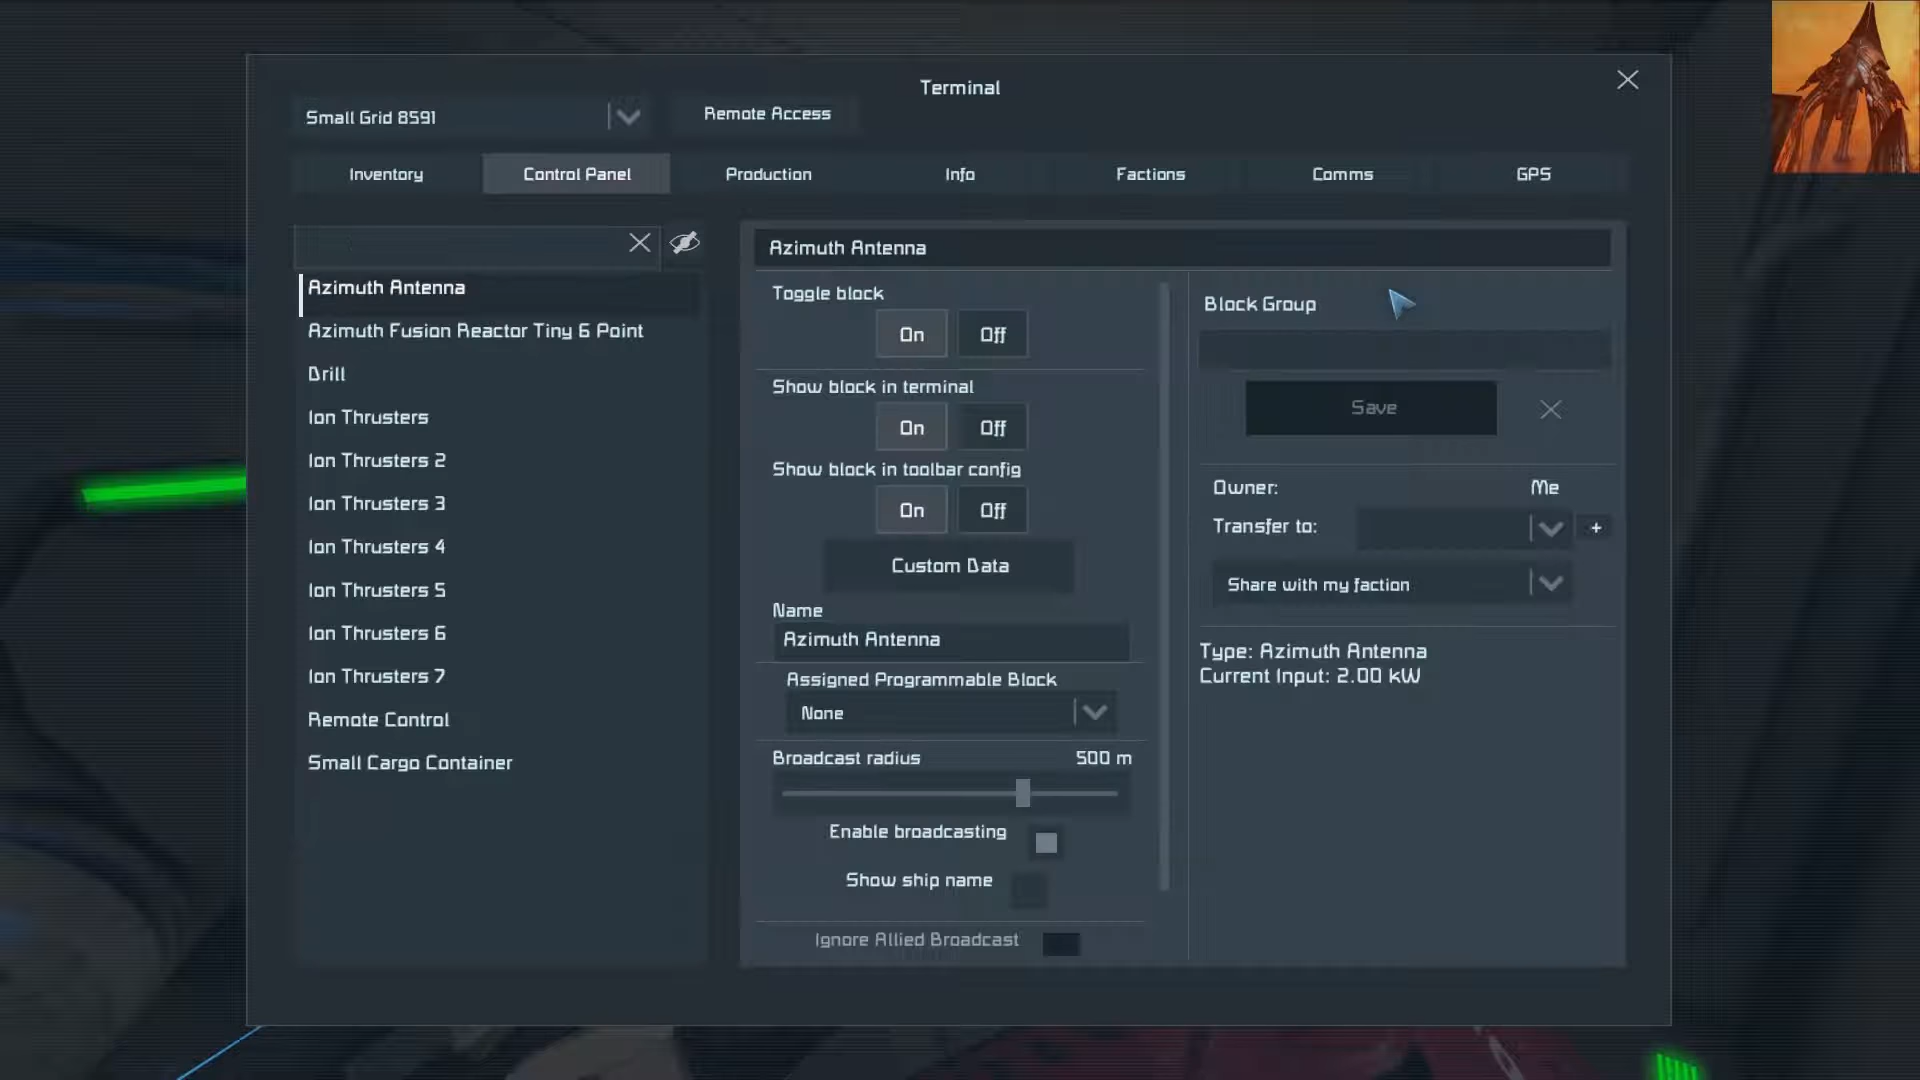 Terminal
Small Grid 8591
Remote Access
Inventory
Control Panel
Production
Info
Factions
Comms
GPS
Azimuth Antenna
Azimuth Fusion Reactor Tiny 6 Point
Drill
Ion Thrusters
Ion Thrusters 2
Ion Thrusters 3
Ion Thrusters 4
Ion Thrusters 5
Ion Thrusters 6
Ion Thrusters 7
Remote Control
Small Cargo Container
Azimuth Antenna
Toggle block
On Off
Show block in terminal
On Off
Show block in toolbar config
On Off
Custom Data
Name
Azimuth Antenna
Assigned Programmable Block
None
Broadcast radius 500 m
Enable broadcasting
Show ship name
Ignore Allied Broadcast
Block Group
Save
Owner: Me
Transfer to: +
Share with my faction
Type: Azimuth Antenna
Current Input: 2.00 kW